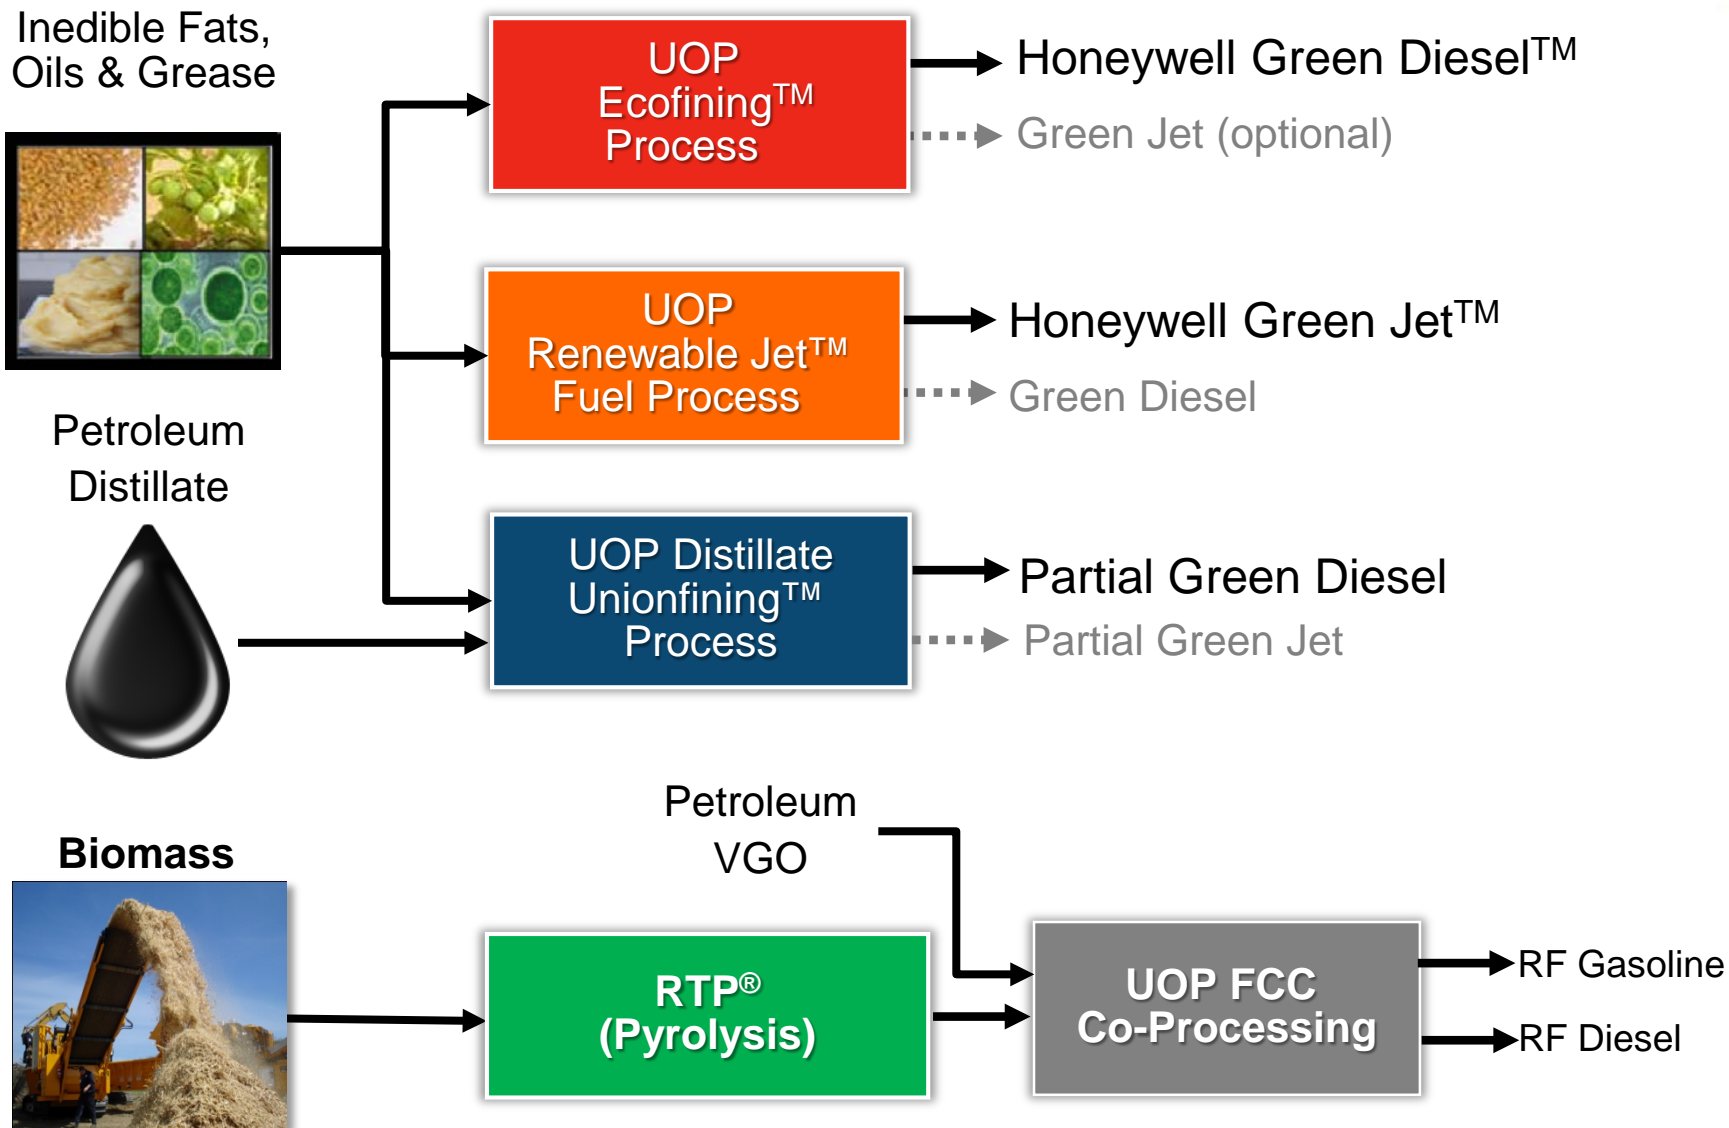 Inedible Fats,
Oils & Grease
UOP
Ecofining™
Process
Honeywell Green Diesel™
Green Jet (optional)
UOP
Renewable Jet™
Fuel Process
Honeywell Green Jet™
Green Diesel
Petroleum
Distillate
UOP Distillate
Unionfining™
Process
Partial Green Diesel
Partial Green Jet
Petroleum
VGO
Biomass
RTP®
(Pyrolysis)
UOP FCC
Co-Processing
RF Gasoline
RF Diesel